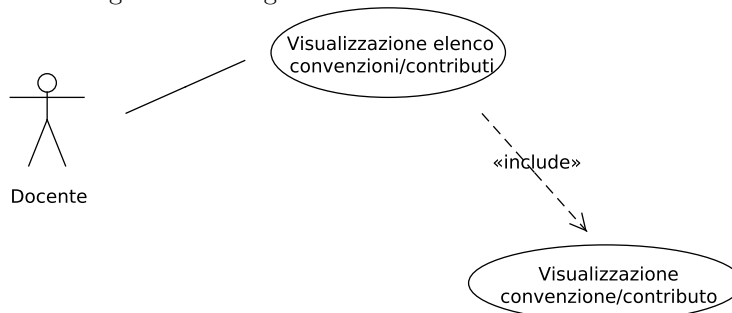 Visualizzazione elenco
convenzioni/contributi
«include»
Docente
Visualizzazione
convenzione/contributo